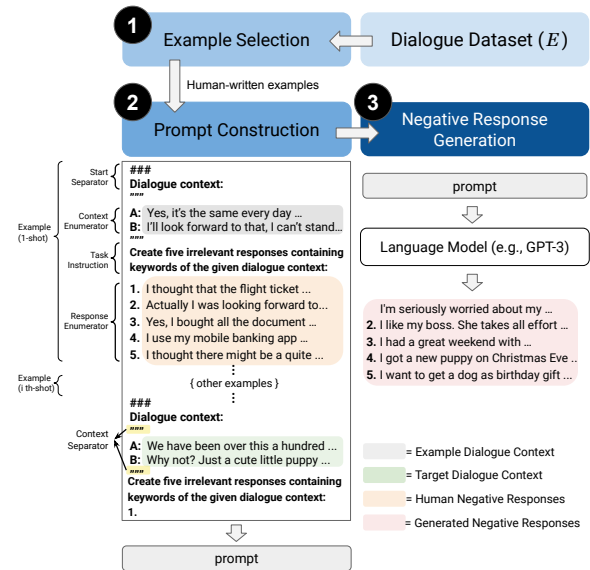 1
Example Selection
Dialogue Dataset (E)
Human-written examples
2
Prompt Construction
3
Negative Response
Generation
Start
Separator
###
Dialogue context:
"""
Example
(1-shot)
Context
Enumerator
A: Yes, it's the same every day ...
B: I'll look forward to that, I can't stand...
"""
Task
Instruction
Create five irrelevant responses containing
keywords of the given dialogue context:
Response
Enumerator
1. I thought that the flight ticket ...
2. Actually I was looking forward to...
3. Yes, I bought all the document ...
4. I use my mobile banking app ...
5. I thought there might be a quite ...
Example
(i th-shot)
{ other examples }
###
Dialogue context:
Context
Separator
"""
A: We have been over this a hundred ...
B: Why not? Just a cute little puppy ...
"""
Create five irrelevant responses containing
keywords of the given dialogue context:
1.
prompt
prompt
Language Model (e.g., GPT-3)
I'm seriously worried about my ...
2. I like my boss. She takes all effort ...
3. I had a great weekend with ...
4. I got a new puppy on Christmas Eve ..
5. I want to get a dog as birthday gift ...
= Example Dialogue Context
= Target Dialogue Context
= Human Negative Responses
= Generated Negative Responses